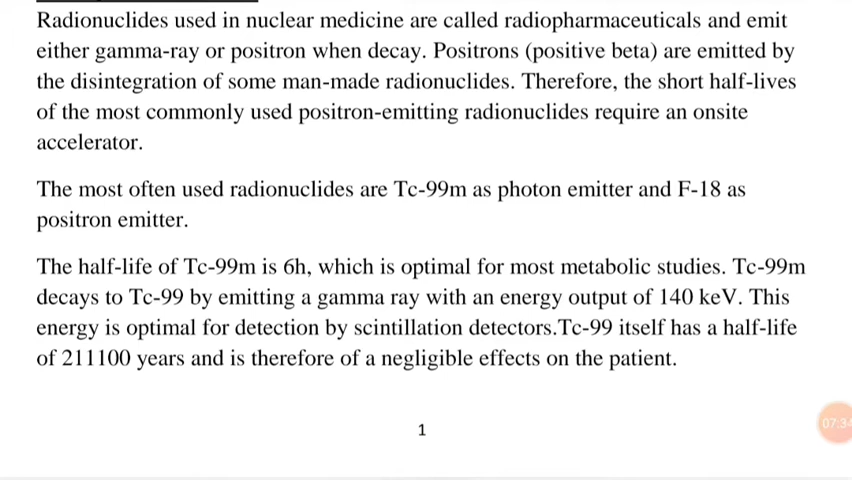 Radionuclides used in nuclear medicine are called radiopharmaceuticals and emit
either gamma-ray or positron when decay. Positrons (positive beta) are emitted by
the disintegration of some man-made radionuclides. Therefore, the short half-lives
of the most commonly used positron-emitting radionuclides require an onsite
accelerator.
The most often used radionuclides are Tc-99m as photon emitter and F-18 as
positron emitter.
The half-life of Tc-99m is 6h, which is optimal for most metabolic studies. Tc-99m
decays to Tc-99 by emitting a gamma ray with an energy output of 140 keV. This
energy is optimal for detection by scintillation detectors.Tc-99 itself has a half-life
of 211100 years and is therefore of a negligible effects on the patient.
1
07:34